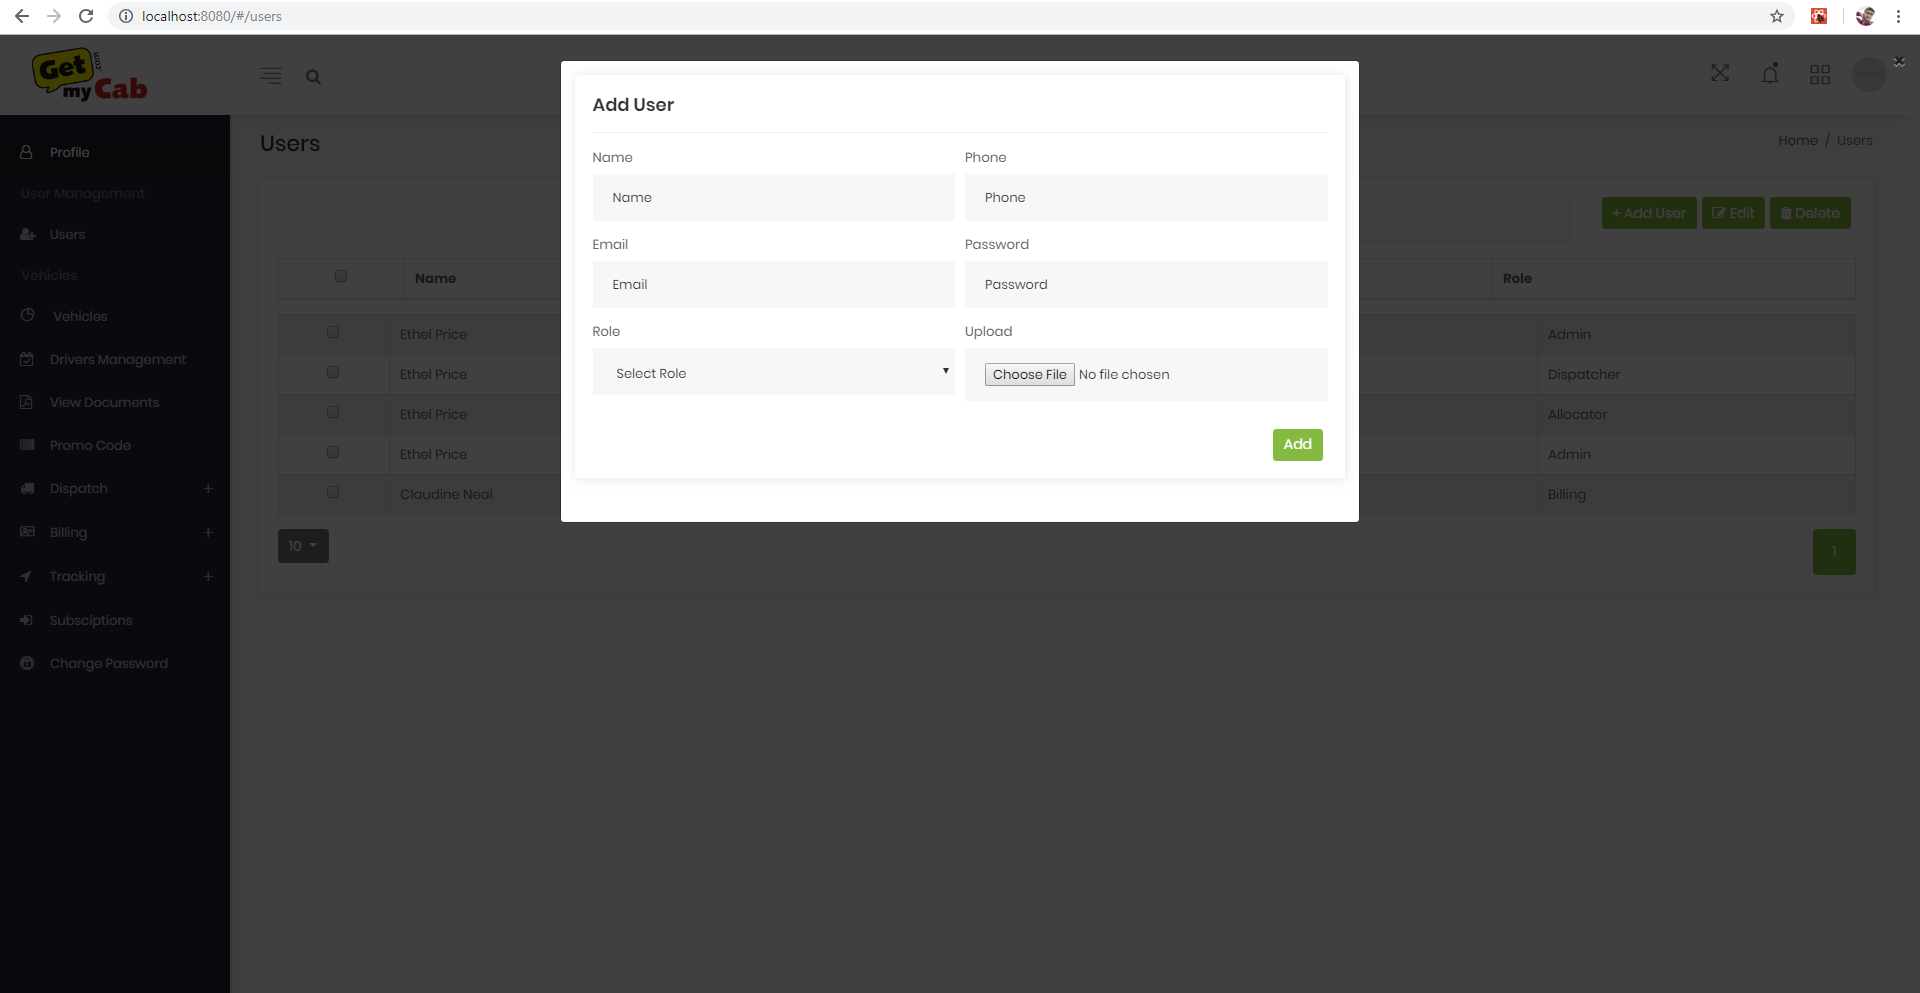 localhost:8080/#/users
Get
.com
my Cab
Profile
User Management
Users
Vehicles
Vehicles
Drivers Management
View Documents
Promo Code
Dispatch +
Billing +
Tracking +
Subsciptions
Change Password
Users
Home / Users
+ Add User Edit Delete
Name Role
Ethel Price Admin
Ethel Price Dispatcher
Ethel Price Allocator
Ethel Price Admin
Claudine Neal Billing
10
1
Add User
Name Phone
Name Phone
Email Password
Email Password
Role Upload
Select Role Choose File No file chosen
Add